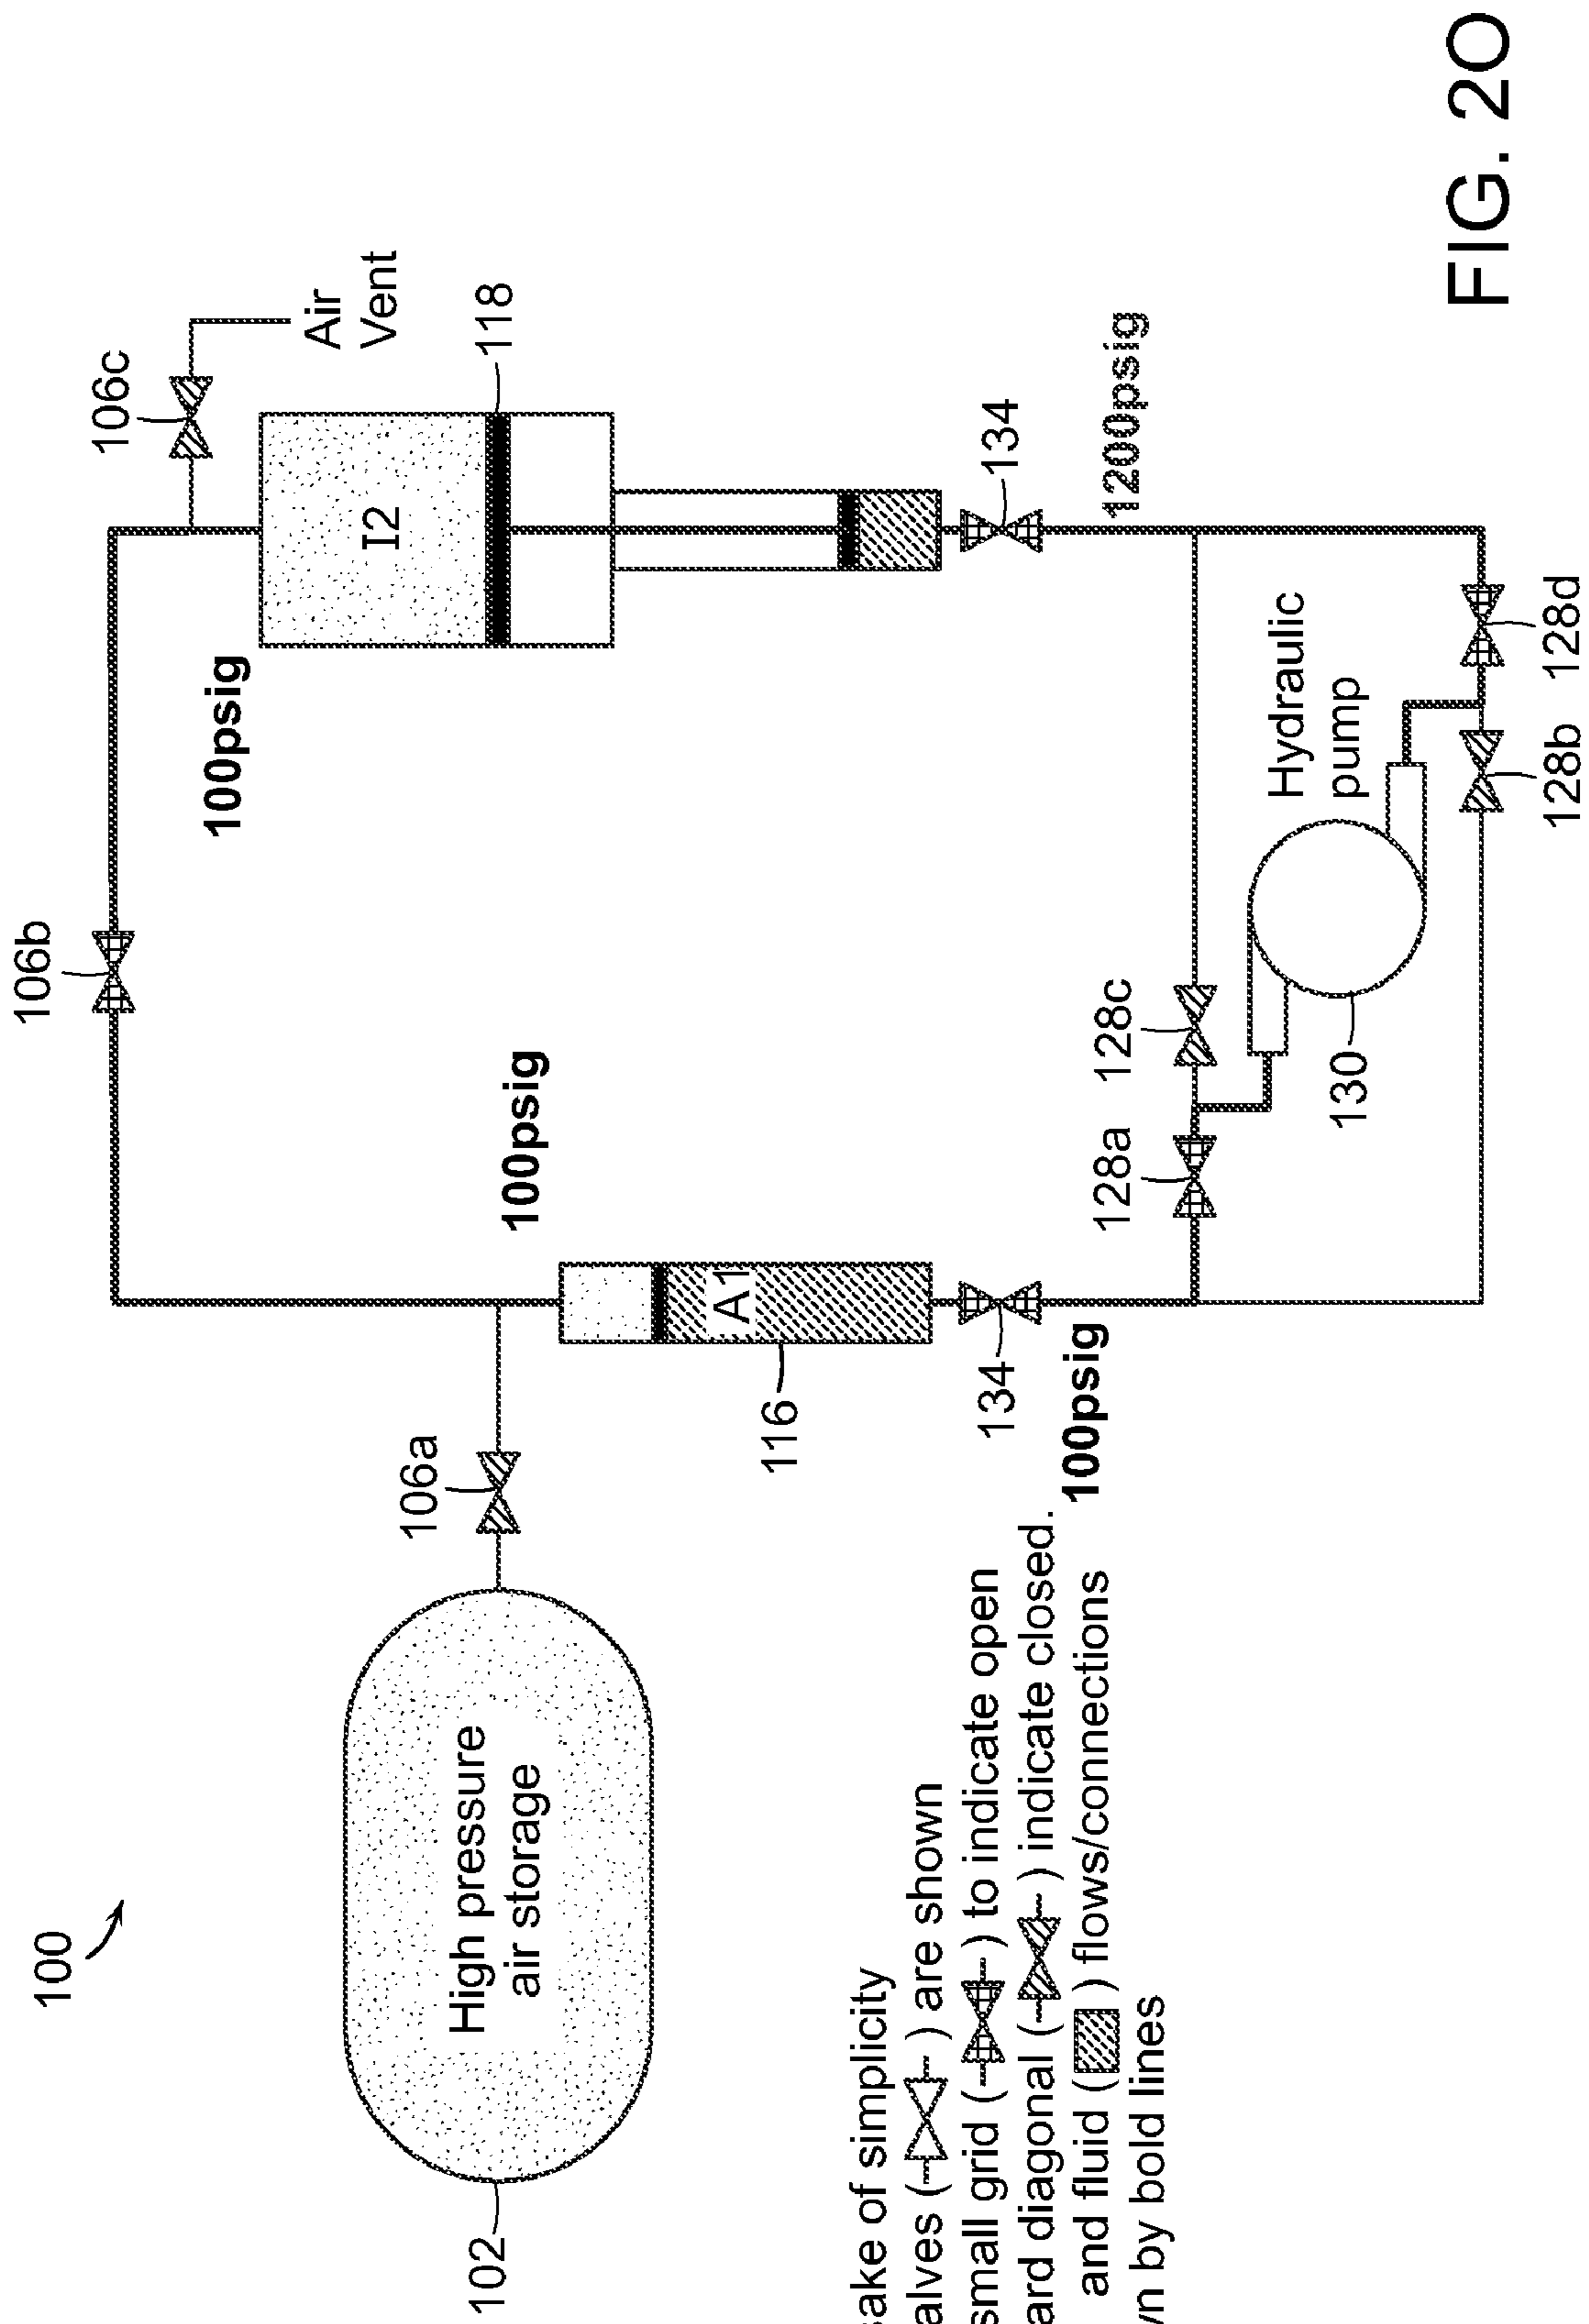 100
106b
106c
100psig
Air
Vent
I2
106a
High pressure
air storage
102
100psig
118
A1
116
sake of simplicity
alves ( ) are shown
small grid ( ) to indicate open
ard diagonal ( ) indicate closed.
and fluid ( ) flows/connections
wn by bold lines
134
134
100psig
1200psig
128a
128c
Hydraulic
pump
130
128b
128d
FIG. 2O